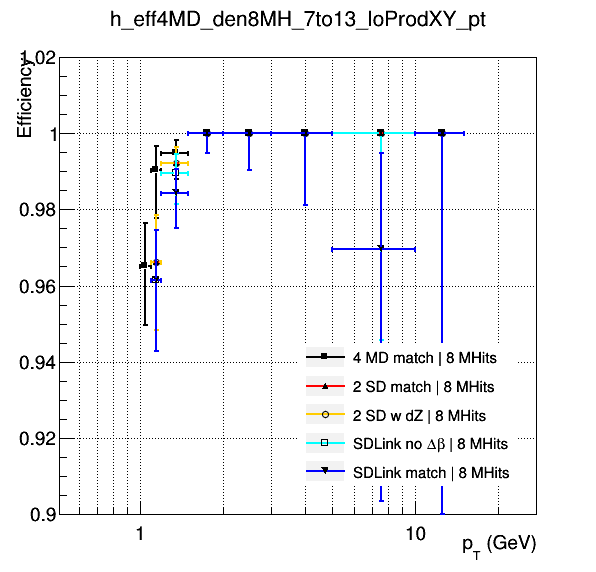 h_eff4MD_den8MH_7to13_loProdXY_pt
Efficiency
1.02
1
0.98
0.96
0.94
0.92
0.9
4 MD match | 8 MHits
2 SD match | 8 MHits
2 SD w dZ | 8 MHits
SDLink no Δβ | 8 MHits
SDLink match | 8 MHits
1
10
p_T (GeV)